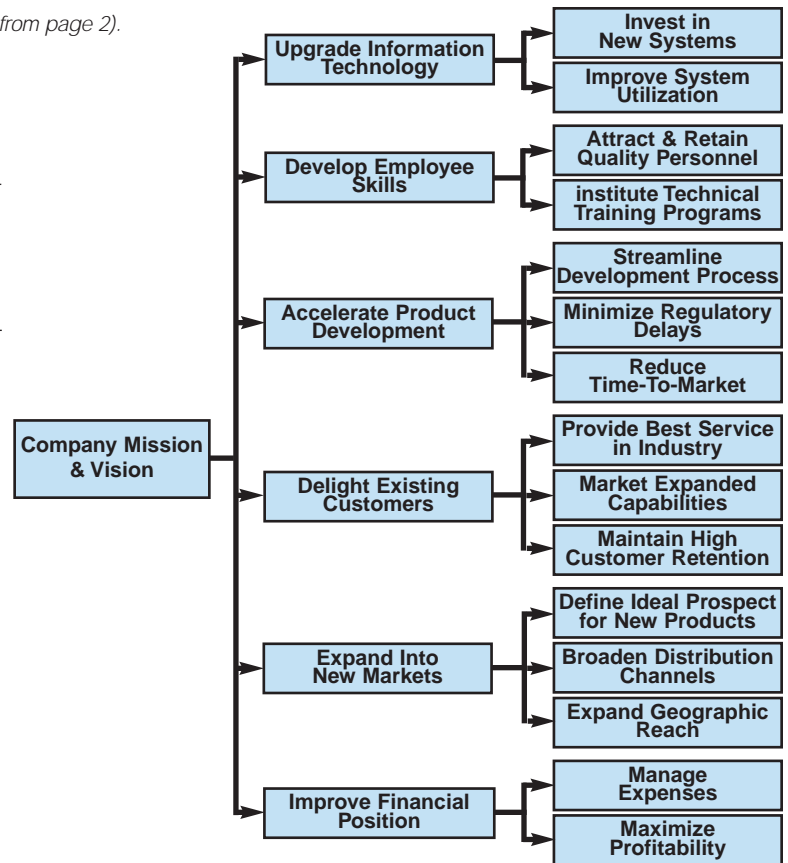 from page 2).
Upgrade Information
Technology
Invest in
New Systems
Improve System
Utilization
Develop Employee
Skills
Attract & Retain
Quality Personnel
institute Technical
Training Programs
Accelerate Product
Development
Streamline
Development Process
Minimize Regulatory
Delays
Reduce
Time-To-Market
Company Mission
& Vision
Delight Existing
Customers
Provide Best Service
in Industry
Market Expanded
Capabilities
Maintain High
Customer Retention
Expand Into
New Markets
Define Ideal Prospect
for New Products
Broaden Distribution
Channels
Expand Geographic
Reach
Improve Financial
Position
Manage
Expenses
Maximize
Profitability